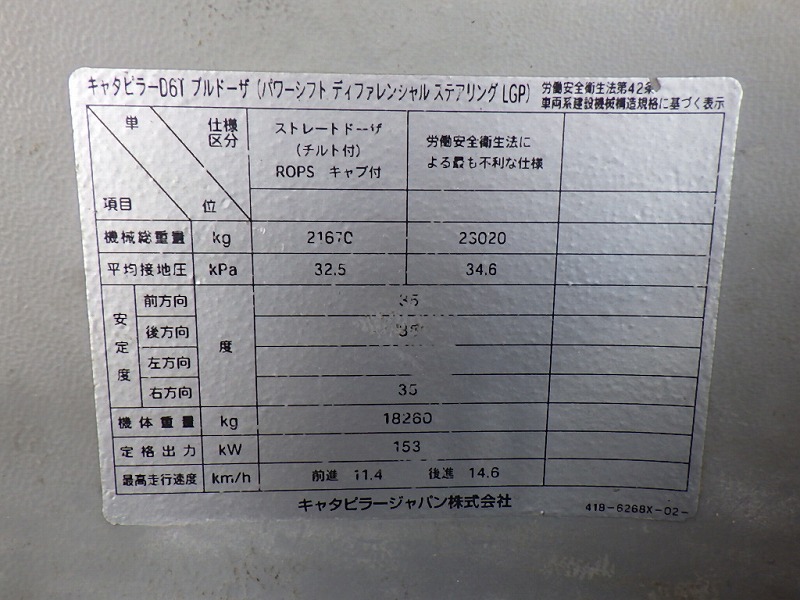 キャタピラーD6T ブルドーザ (パワーシフト ディファレンシャル ステアリング LGP)
労働安全衛生法第42条
車両系建設機械構造規格に基づく表示
単 仕様
区分
項目 位
ストレートドーザ
(チルト付)
ROPS キャブ付
労働安全衛生法に
よる最も不利な仕様
機械総重量 kg 21670 23020
平均接地圧 kPa 32.5 34.6
安定度 度
前方向 35
後方向 35
左方向
右方向 35
機体重量 kg 18260
定格出力 kW 153
最高走行速度 km/h 前進 11.4 後進 14.6
キャタピラージャパン株式会社
418-6268X-02-